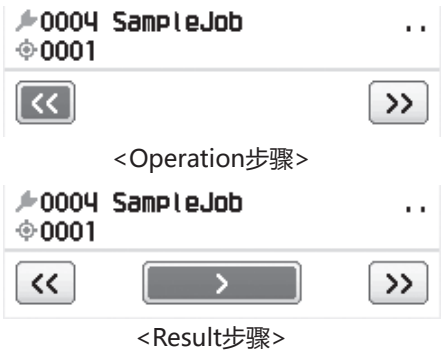 0004 SampleJob ..
0001
<< >>
<Operation步骤>
0004 SampleJob ..
0001
<< > >>
<Result步骤>